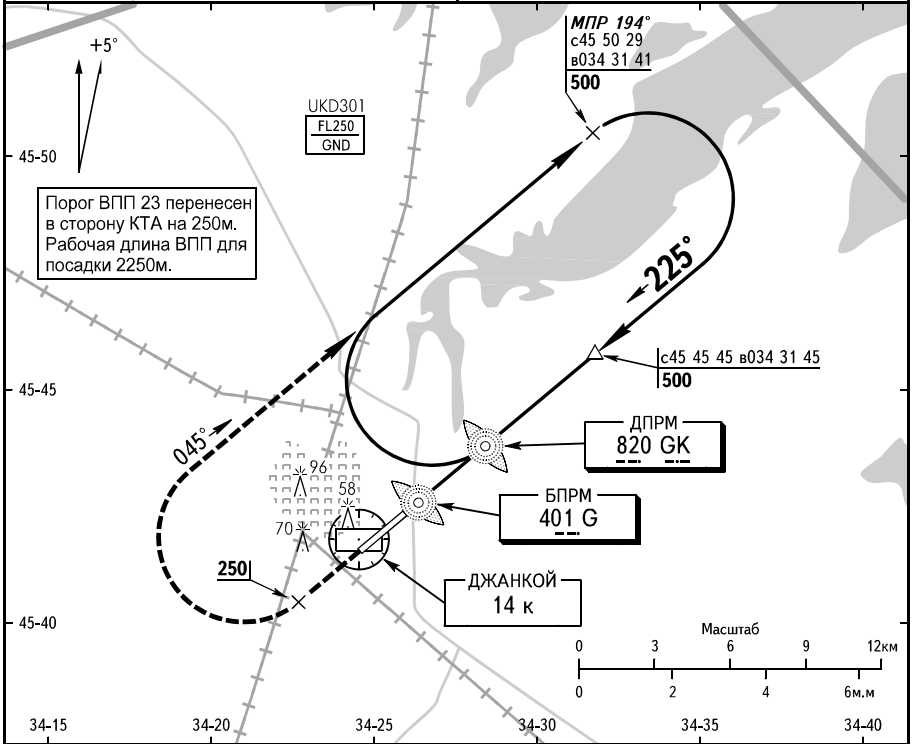 МПР 194°
с45 50 29
в034 31 41
500
+5°
UKD301
FL250
GND
45-50
Порог ВПП 23 перенесен
в сторону КТА на 250м.
Рабочая длина ВПП для
посадки 2250м.
225°
с45 45 45 в034 31 45
500
45-45
ДПРМ
820 GK
045°
96
58
70
БПРМ
401 G
250
ДЖАНКОЙ
14 к
45-40
Масштаб
0 3 6 9 12км
0 2 4 6м.м
34-15 34-20 34-25 34-30 34-35 34-40